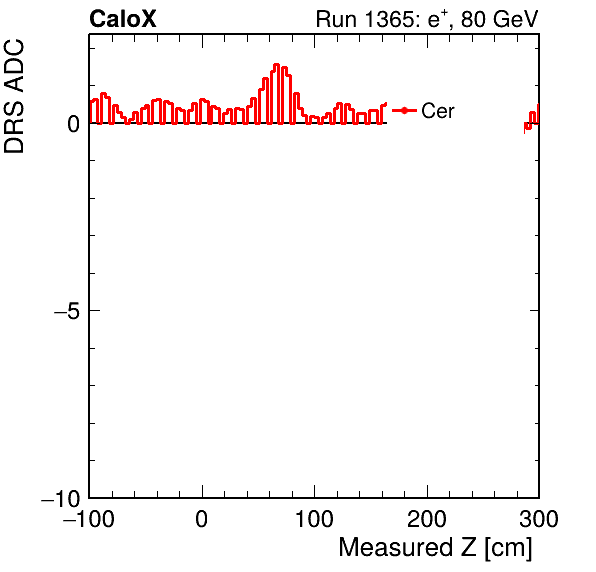 CaloX Run 1365: e⁺, 80 GeV
DRS ADC
Cer
0
−5
−10
−100 0 100 200 300
Measured Z [cm]